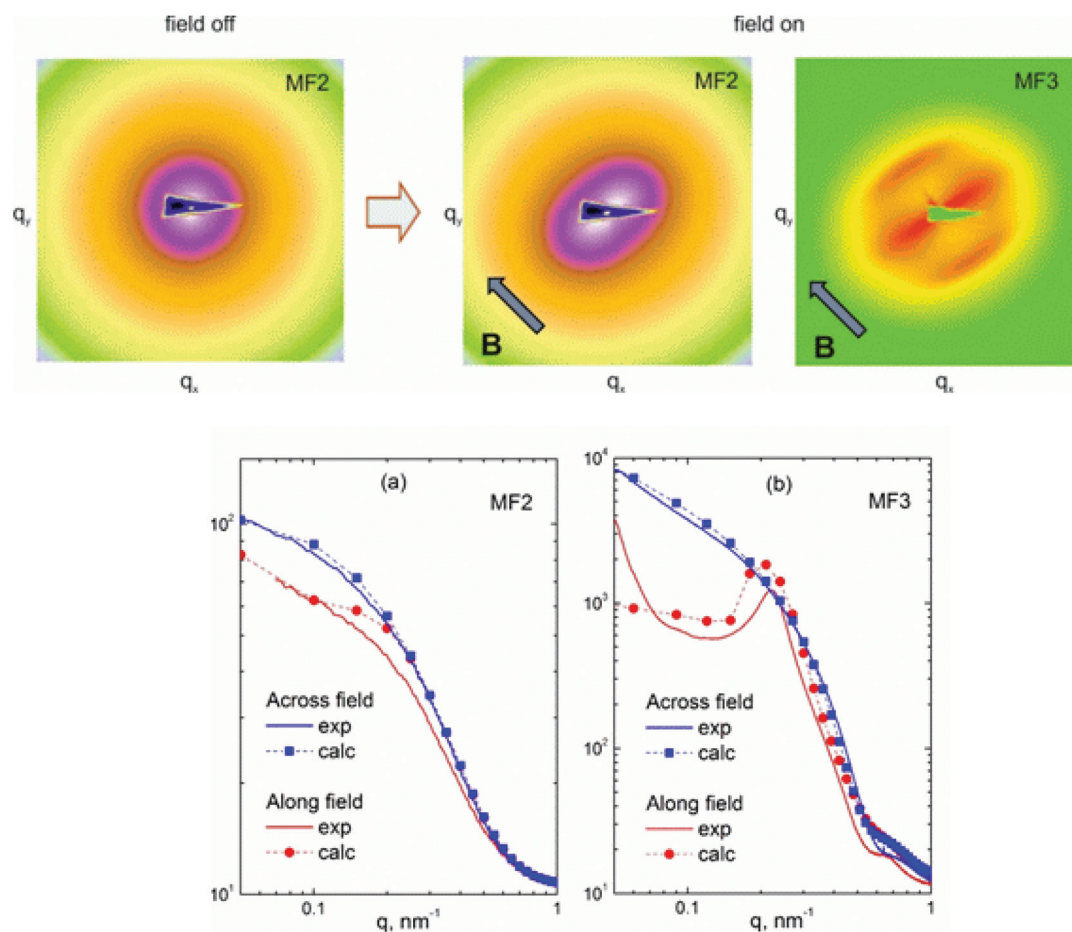 field off
field on
MF2
MF2
MF3
q_y
q_y
q_y
B
B
q_x
q_x
q_x
(a)
MF2
10^2
10^1
Across field
exp
calc
Along field
exp
calc
0.1
1
q, nm^-1
(b)
MF3
10^4
10^3
10^2
10^1
Across field
exp
calc
Along field
exp
calc
0.1
1
q, nm^-1